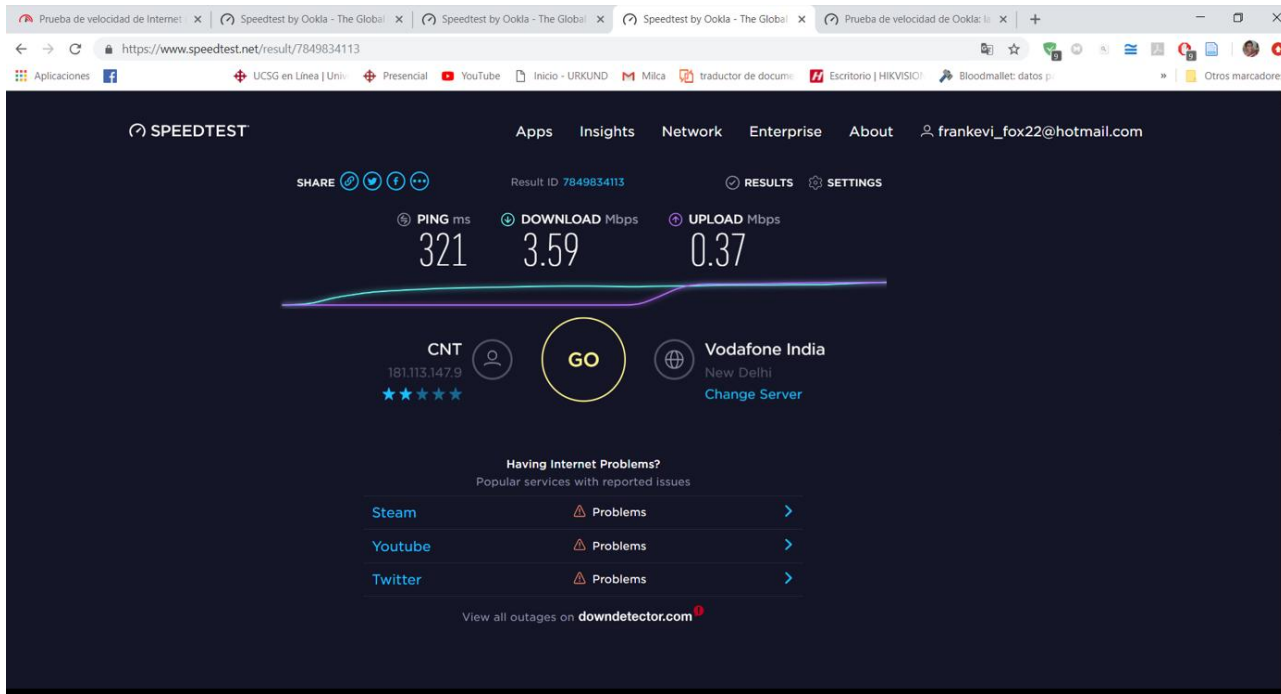 Prueba de velocidad de Internet
Speedtest by Ookla - The Global
Speedtest by Ookla - The Global
Speedtest by Ookla - The Global
Prueba de velocidad de Ookla: la
https://www.speedtest.net/result/7849834113
9
9
Aplicaciones
UCSG en Línea | Univ
Presencial
YouTube
Inicio - URKUND
Milca
traductor de docume
Escritorio | HIKVISION
Bloodmallet: datos p
»
Otros marcadores
SPEEDTEST
Apps
Insights
Network
Enterprise
About
frankevi_fox22@hotmail.com
SHARE
Result ID 7849834113
RESULTS
SETTINGS
PING ms
DOWNLOAD Mbps
UPLOAD Mbps
321
3.59
0.37
CNT
181.113.147.9
GO
Vodafone India
New Delhi
Change Server
Having Internet Problems?
Popular services with reported issues
Steam
Problems
Youtube
Problems
Twitter
Problems
View all outages on downdetector.com